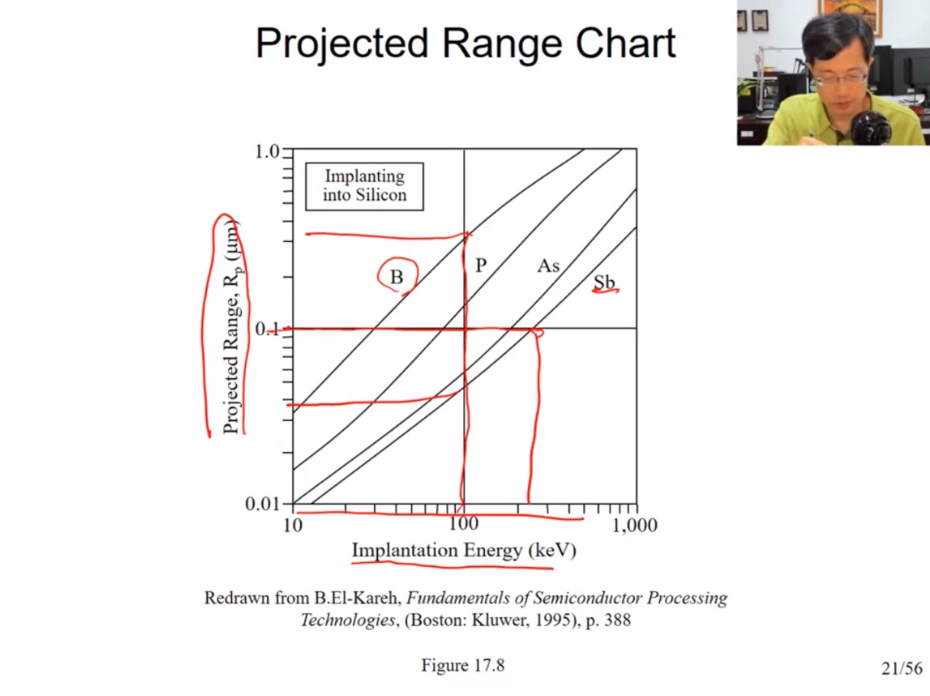 Projected Range Chart
1.0
Implanting
into Silicon
Projected Range, Rp (μm)
B
P
As
Sb
0.1
0.01
10
100
1,000
Implantation Energy (keV)
Redrawn from B.El-Kareh, Fundamentals of Semiconductor Processing
Technologies, (Boston: Kluwer, 1995), p. 388
Figure 17.8
21/56